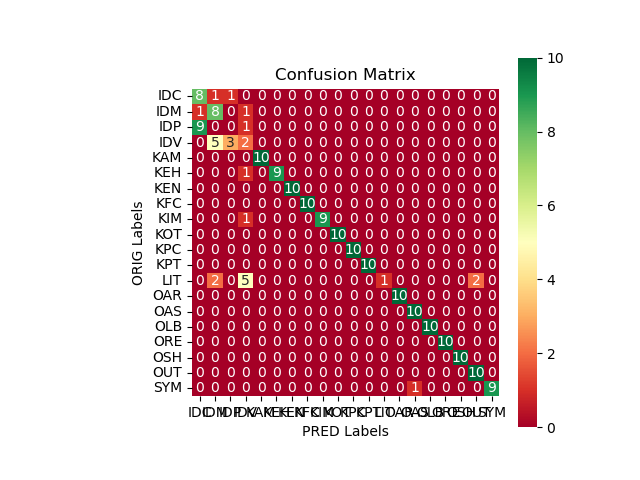 Confusion Matrix
10
8
6
4
2
0
ORIG Labels
IDC 8 1 1 0 0 0 0 0 0 0 0 0 0 0 0 0 0 0 0 0
IDM 1 8 0 1 0 0 0 0 0 0 0 0 0 0 0 0 0 0 0 0
IDP 9 0 0 1 0 0 0 0 0 0 0 0 0 0 0 0 0 0 0 0
IDV 0 5 3 2 0 0 0 0 0 0 0 0 0 0 0 0 0 0 0 0
KAM 0 0 0 0 10 0 0 0 0 0 0 0 0 0 0 0 0 0 0 0
KEH 0 0 0 1 0 9 0 0 0 0 0 0 0 0 0 0 0 0 0 0
KEN 0 0 0 0 0 0 10 0 0 0 0 0 0 0 0 0 0 0 0 0
KFC 0 0 0 0 0 0 0 10 0 0 0 0 0 0 0 0 0 0 0 0
KIM 0 0 0 1 0 0 0 0 9 0 0 0 0 0 0 0 0 0 0 0
KOT 0 0 0 0 0 0 0 0 0 10 0 0 0 0 0 0 0 0 0 0
KPC 0 0 0 0 0 0 0 0 0 0 10 0 0 0 0 0 0 0 0 0
KPT 0 0 0 0 0 0 0 0 0 0 0 10 0 0 0 0 0 0 0 0
LIT 0 2 0 5 0 0 0 0 0 0 0 0 1 0 0 0 0 0 2 0
OAR 0 0 0 0 0 0 0 0 0 0 0 0 0 10 0 0 0 0 0 0
OAS 0 0 0 0 0 0 0 0 0 0 0 0 0 0 10 0 0 0 0 0
OLB 0 0 0 0 0 0 0 0 0 0 0 0 0 0 0 10 0 0 0 0
ORE 0 0 0 0 0 0 0 0 0 0 0 0 0 0 0 0 10 0 0 0
OSH 0 0 0 0 0 0 0 0 0 0 0 0 0 0 0 0 0 10 0 0
OUT 0 0 0 0 0 0 0 0 0 0 0 0 0 0 0 0 0 0 10 0
SYM 0 0 0 0 0 0 0 0 0 0 0 0 0 0 1 0 0 0 0 9
IDC IDM IDP IDV KAM KEH KEN KFC KIM KOT KPC KPT LIT OAR OAS OLB ORE OSH OUT SYM
PRED Labels